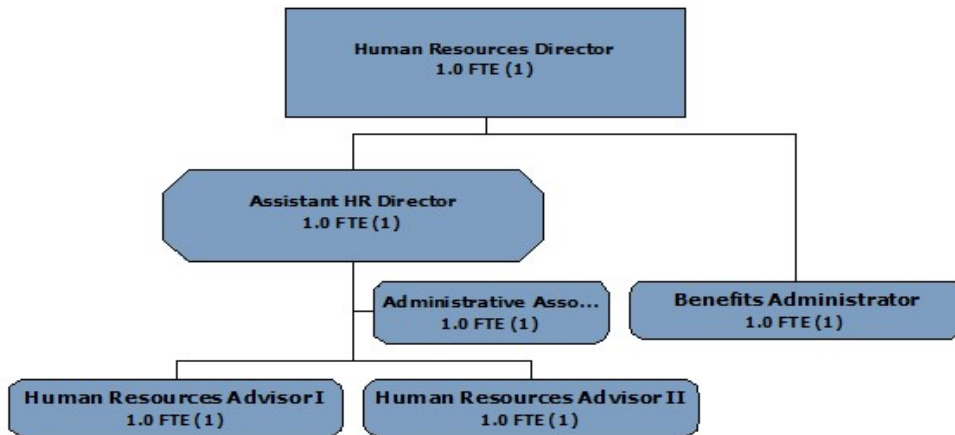 Human Resources Director
1.0 FTE (1)
Assistant HR Director
1.0 FTE (1)
Administrative Asso...
1.0 FTE (1)
Benefits Administrator
1.0 FTE (1)
Human Resources Advisor I
1.0 FTE (1)
Human Resources Advisor II
1.0 FTE (1)